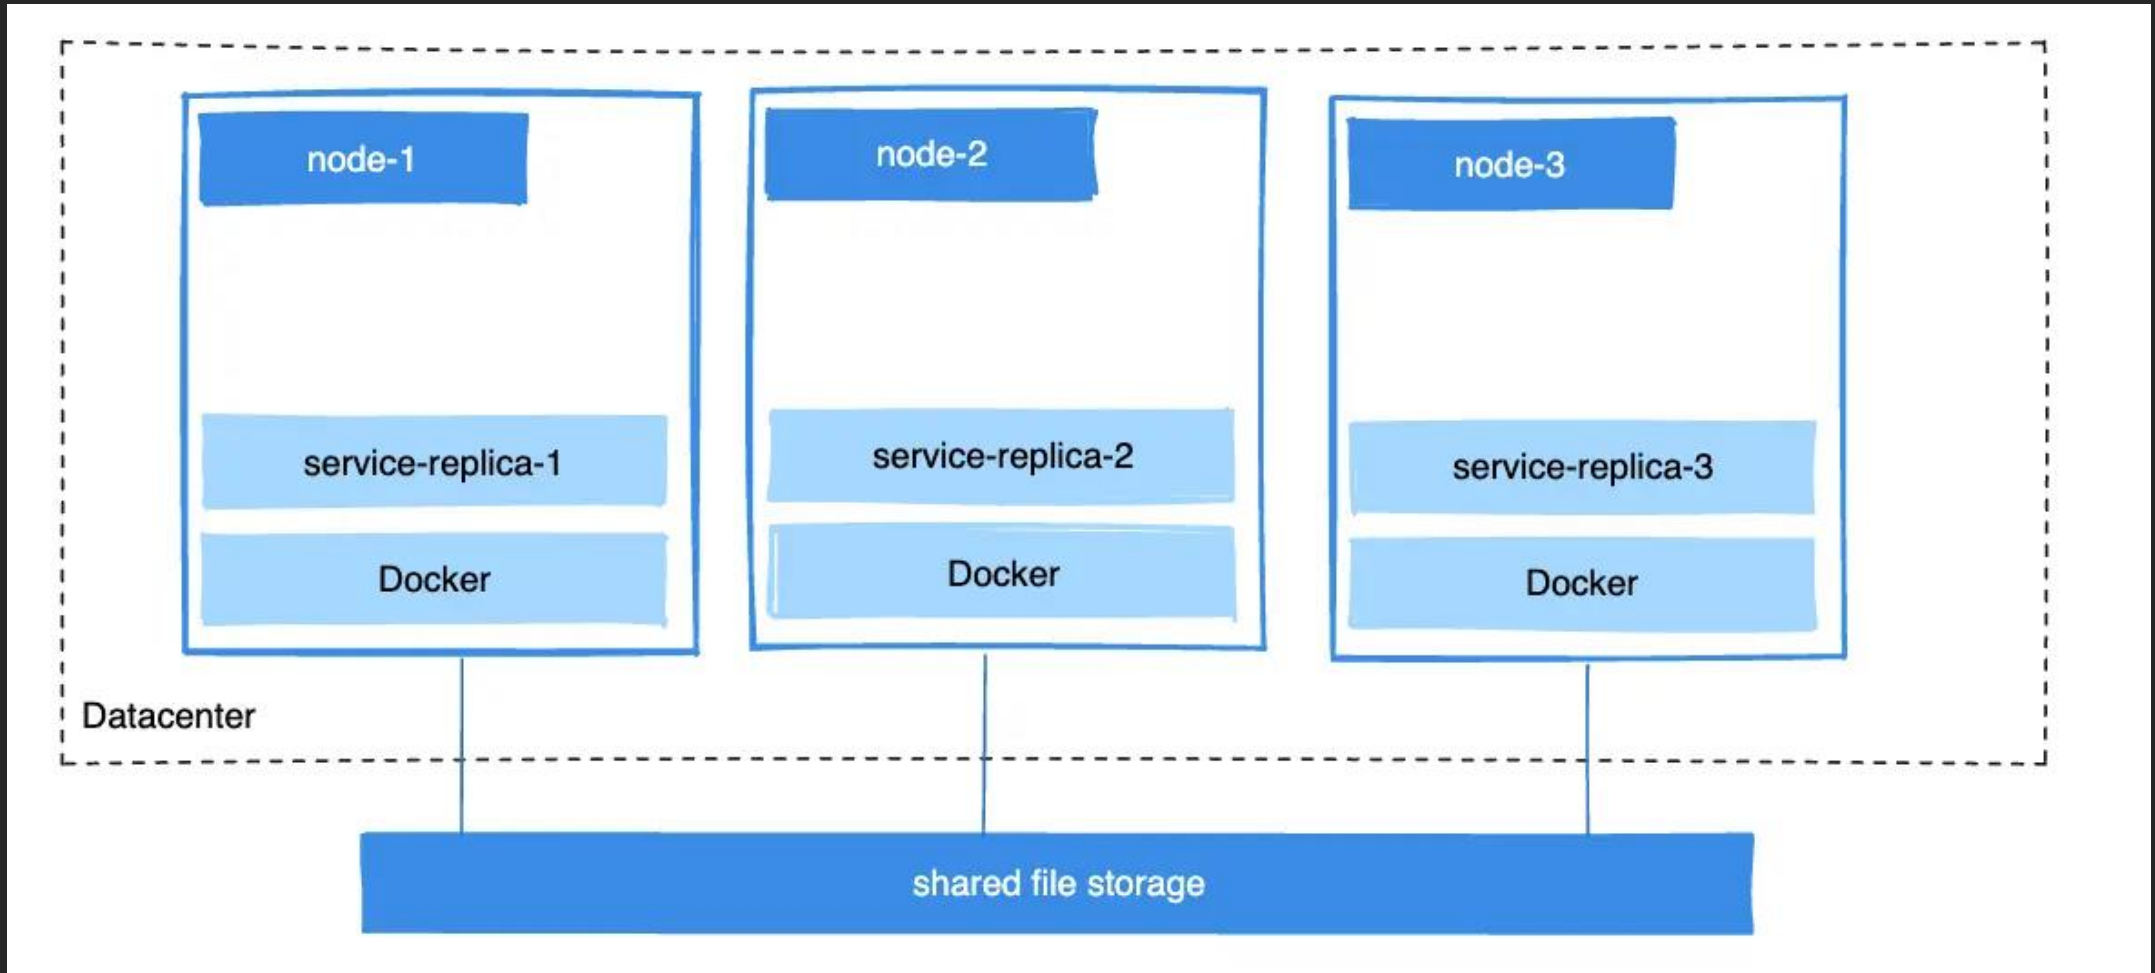 node-1
node-2
node-3
service-replica-1
service-replica-2
service-replica-3
Docker
Docker
Docker
Datacenter
shared file storage